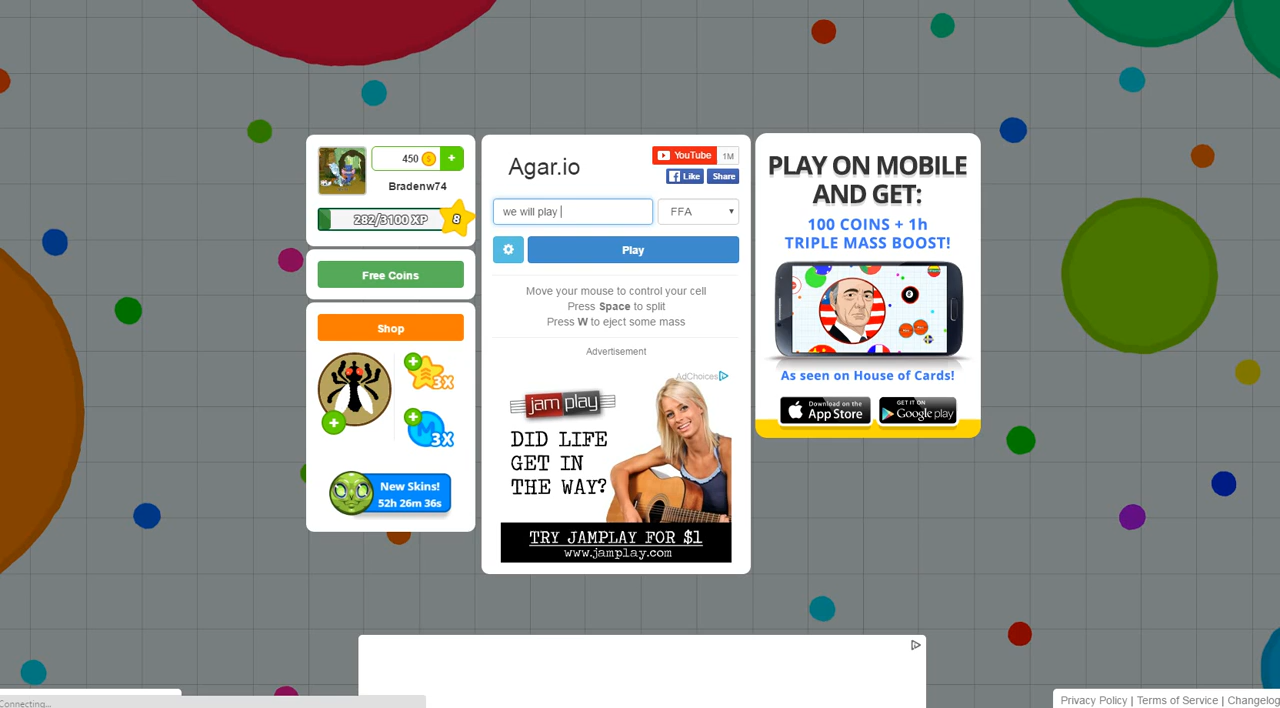 450
Bradenw74
282/3100 XP
8
Free Coins
Shop
3X
M
3X
New Skins!
52h 26m 36s
Agar.io
YouTube 1M
Like Share
we will play
FFA
Play
Move your mouse to control your cell
Press Space to split
Press W to eject some mass
Advertisement
AdChoices
jam play
DID LIFE
GET IN
THE WAY?
TRY JAMPLAY FOR $1
www.jamplay.com
PLAY ON MOBILE
AND GET:
100 COINS + 1h
TRIPLE MASS BOOST!
8
As seen on House of Cards!
Download on the
App Store
GET IT ON
Google play
Connecting...
Privacy Policy | Terms of Service | Changelog